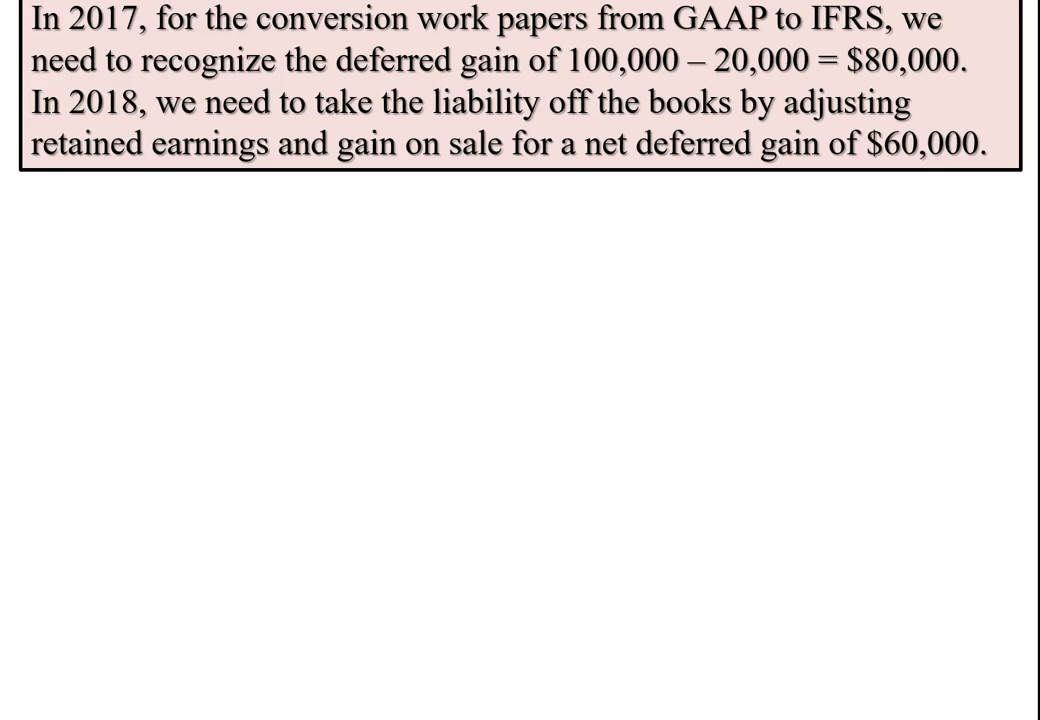 In 2017, for the conversion work papers from GAAP to IFRS, we
need to recognize the deferred gain of 100,000 – 20,000 = $80,000.
In 2018, we need to take the liability off the books by adjusting
retained earnings and gain on sale for a net deferred gain of $60,000.